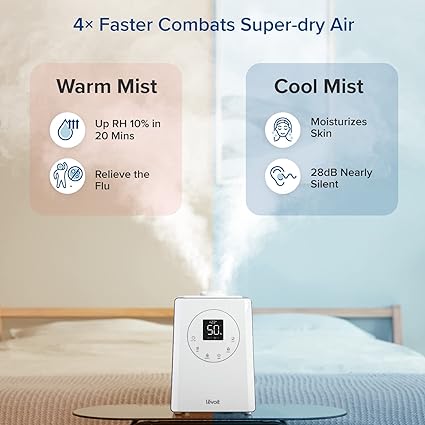 4× Faster Combats Super-dry Air
Warm Mist
Up RH 10% in
20 Mins
Relieve the
Flu
Cool Mist
Moisturizes
Skin
28dB Nearly
Silent
50%
levoit